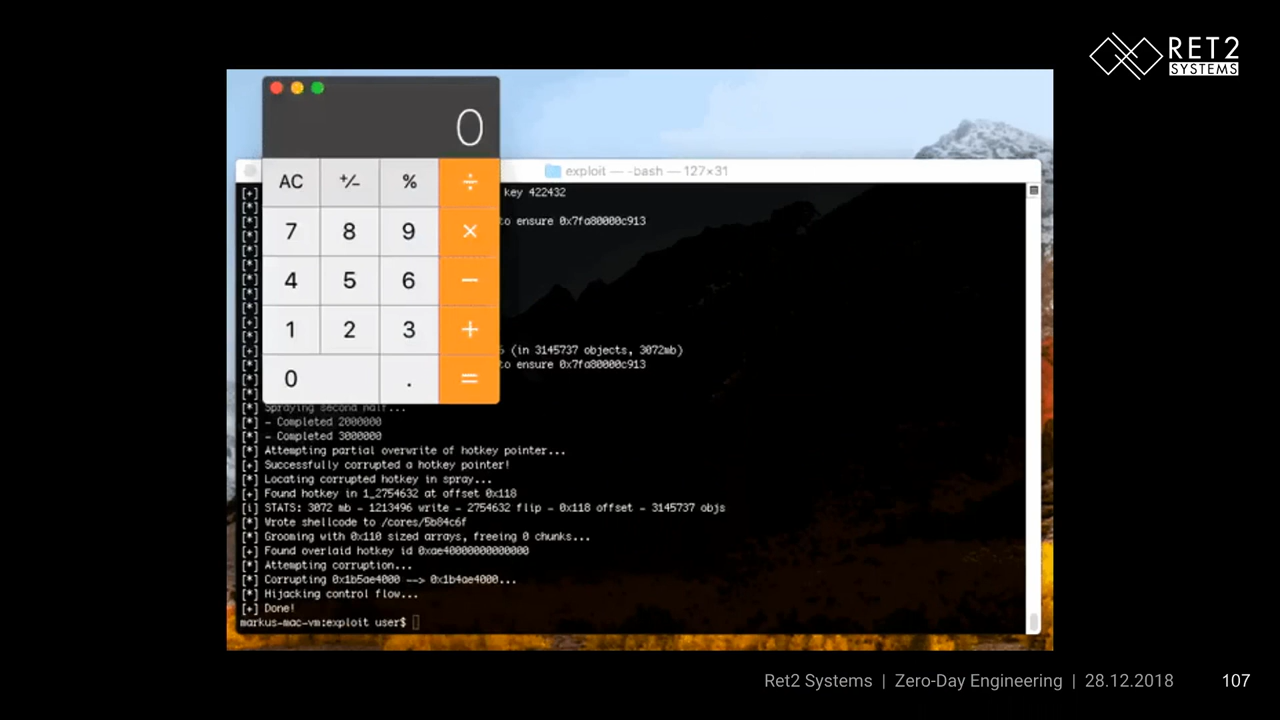 RET2
SYSTEMS
0
exploit — -bash — 127×31
AC +/− % ÷
7 8 9 ×
4 5 6 −
1 2 3 +
0 . =
[+] key 422432
[*]
[*] to ensure 0x7fa80000c913
[*]
[*]
[*]
[*]
[*]
[*]
[+]
[*]
[+] (in 3145737 objects, 3072mb)
[*] to ensure 0x7fa80000c913
[*]
[*]
[*] Spraying second half...
[*] - Completed 2000000
[*] - Completed 3000000
[*] Attempting partial overwrite of hotkey pointer...
[+] Successfully corrupted a hotkey pointer!
[*] Locating corrupted hotkey in spray...
[+] Found hotkey in 1_2754632 at offset 0x118
[i] STATS: 3072 mb - 1213496 write - 2754632 flip - 0x118 offset - 3145737 objs
[*] Wrote shellcode to /cores/5b84c6f
[*] Grooming with 0x110 sized arrays, freeing 0 chunks...
[+] Found overlaid hotkey id 0xae40000000000000
[*] Attempting corruption...
[*] Corrupting 0x1b5ae4000 --> 0x1b4ae4000...
[*] Hijacking control flow...
[+] Done!
markus-mac-vm:exploit user$
Ret2 Systems | Zero-Day Engineering | 28.12.2018 107